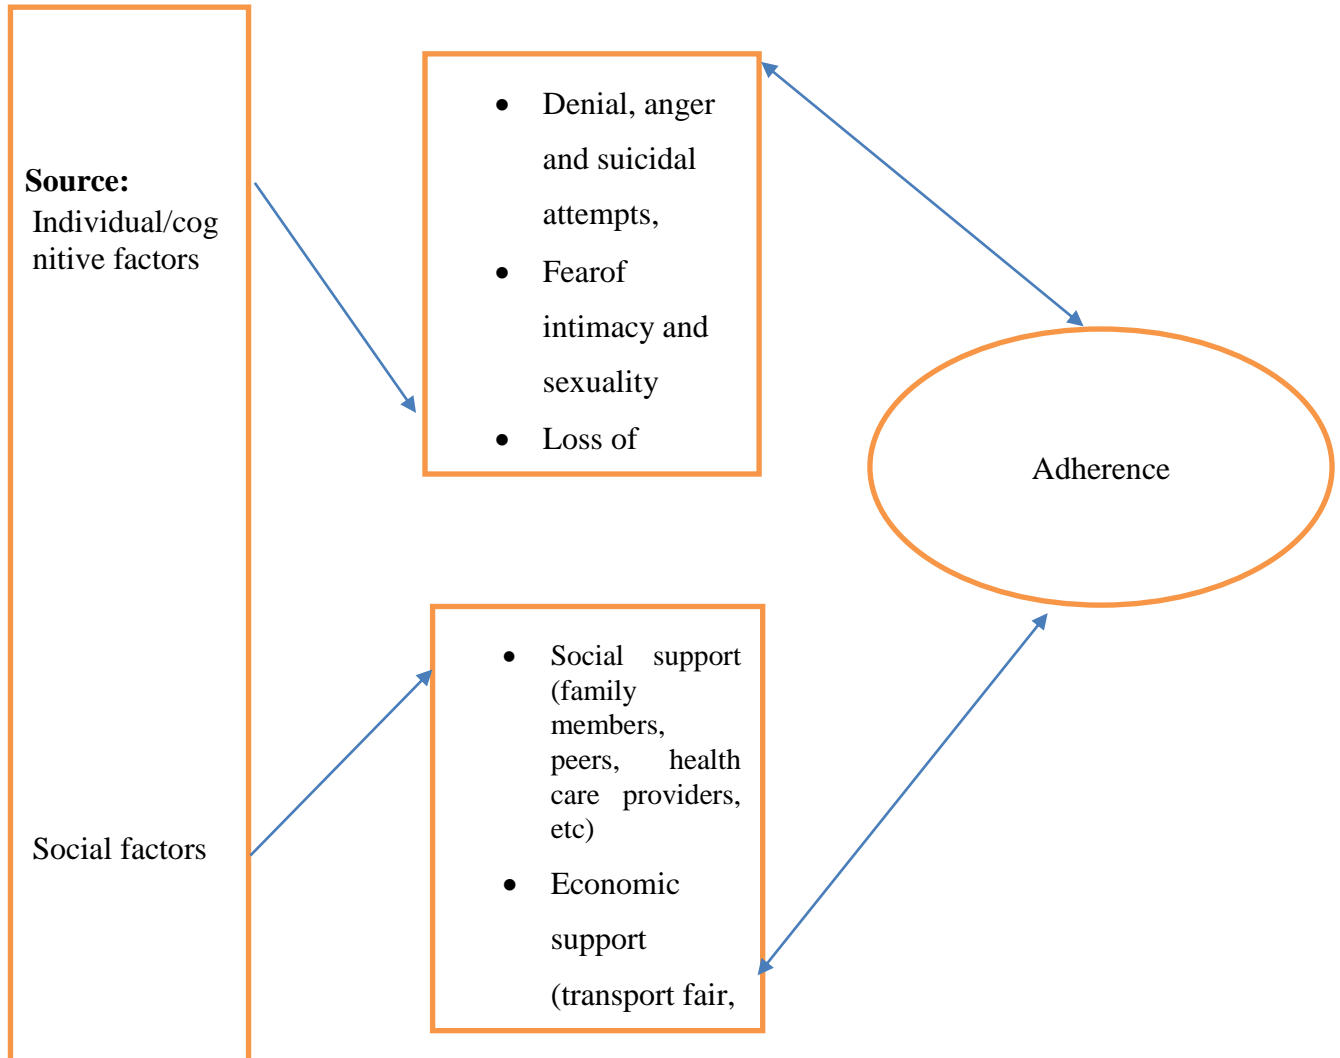 Source:
Individual/cog
nitive factors
Social factors
• Denial, anger
and suicidal
attempts,
• Fearof
intimacy and
sexuality
• Loss of
• Social support
(family
members,
peers, health
care providers,
etc)
• Economic
support
(transport fair,
Adherence